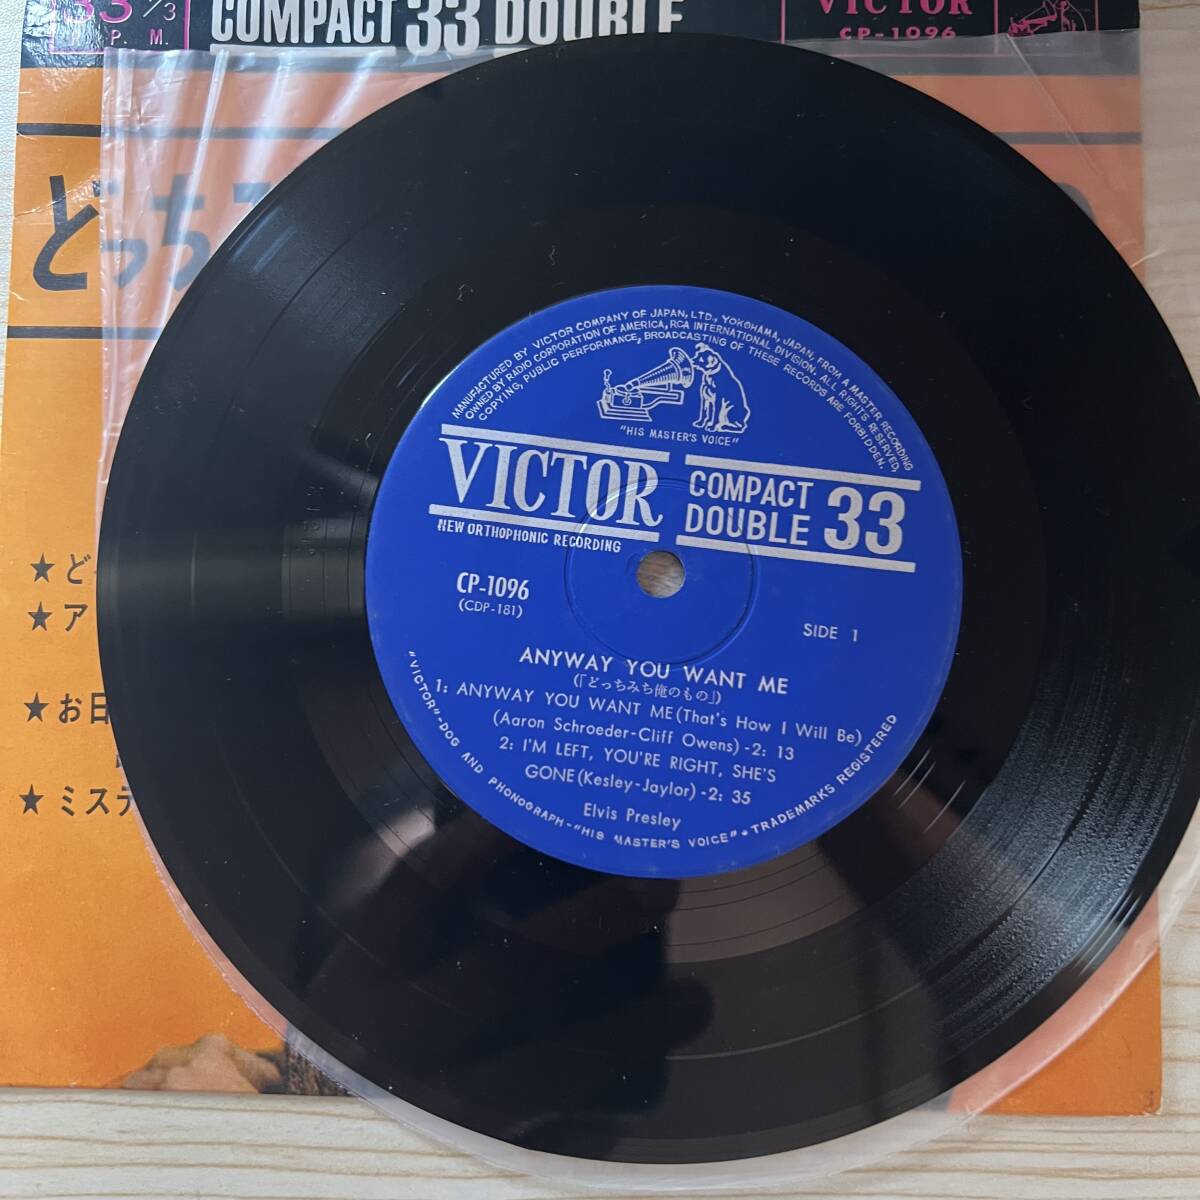 33 1/3
R. P. M.
COMPACT 33 DOUBLE
VICTOR
CP-1096
どっち
★ど
★ア
★お日
★ミステ
MANUFACTURED BY VICTOR COMPANY OF JAPAN, LTD., YOKOHAMA, JAPAN, FROM A MASTER RECORDING
OWNED BY RADIO CORPORATION OF AMERICA, RCA INTERNATIONAL DIVISION. ALL RIGHTS RESERVED,
COPYING, PUBLIC PERFORMANCE, BROADCASTING OF THESE RECORDS ARE FORBIDDEN.
"HIS MASTER'S VOICE"
VICTOR
COMPACT
DOUBLE 33
NEW ORTHOPHONIC RECORDING
CP-1096
(CDP-181)
SIDE 1
ANYWAY YOU WANT ME
(「どっちみち俺のもの」)
1: ANYWAY YOU WANT ME (That's How I Will Be)
(Aaron Schroeder-Cliff Owens) -2: 13
2: I'M LEFT, YOU'RE RIGHT, SHE'S
GONE (Kesley-Jaylor) -2: 35
Elvis Presley
"VICTOR"-DOG AND PHONOGRAPH-"HIS MASTER'S VOICE"•TRADEMARKS REGISTERED